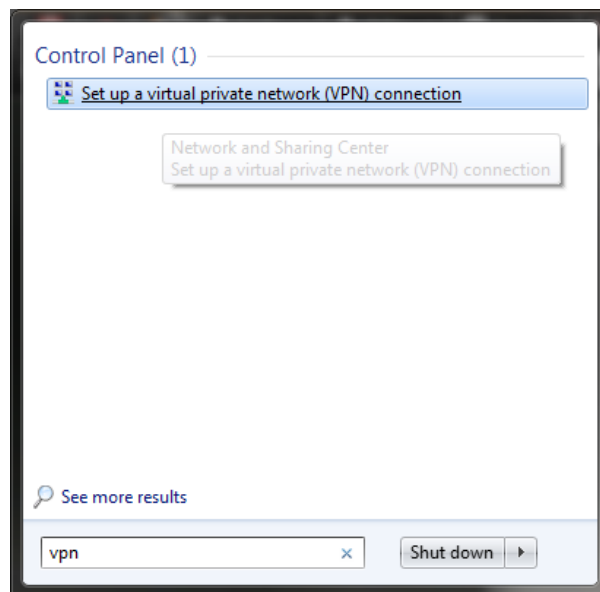 Control Panel (1)
Set up a virtual private network (VPN) connection
Network and Sharing Center
Set up a virtual private network (VPN) connection
See more results
vpn
Shut down